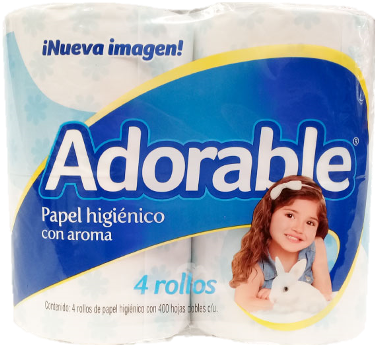 ¡Nueva imagen!
Adorable®
Papel higiénico
con aroma
4 rollos
Contenido: 4 rollos de papel higiénico con 400 hojas dobles c/u.